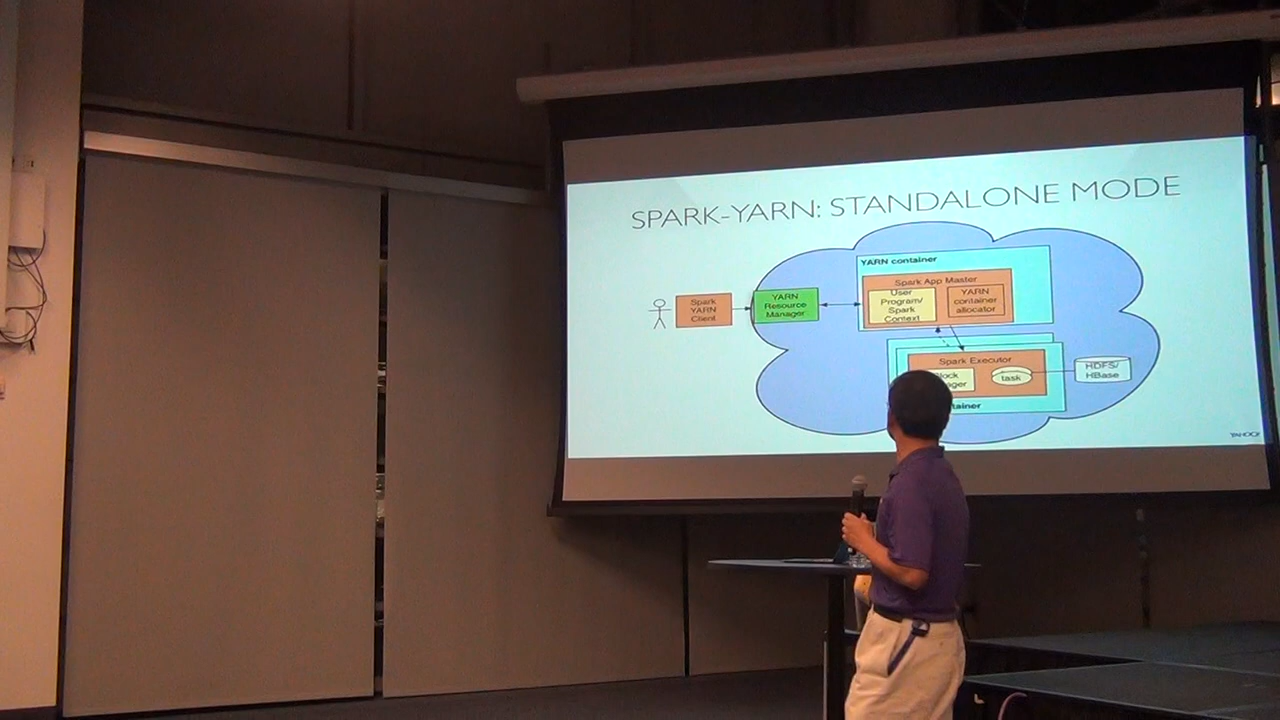 SPARK-YARN: STANDALONE MODE
YARN container
Spark
YARN
Client
YARN
Resource
Manager
Spark App Master
User
Program/
Spark
Context
YARN
container
allocator
Spark Executor
task
HDFS/
HBase
YAHOO!